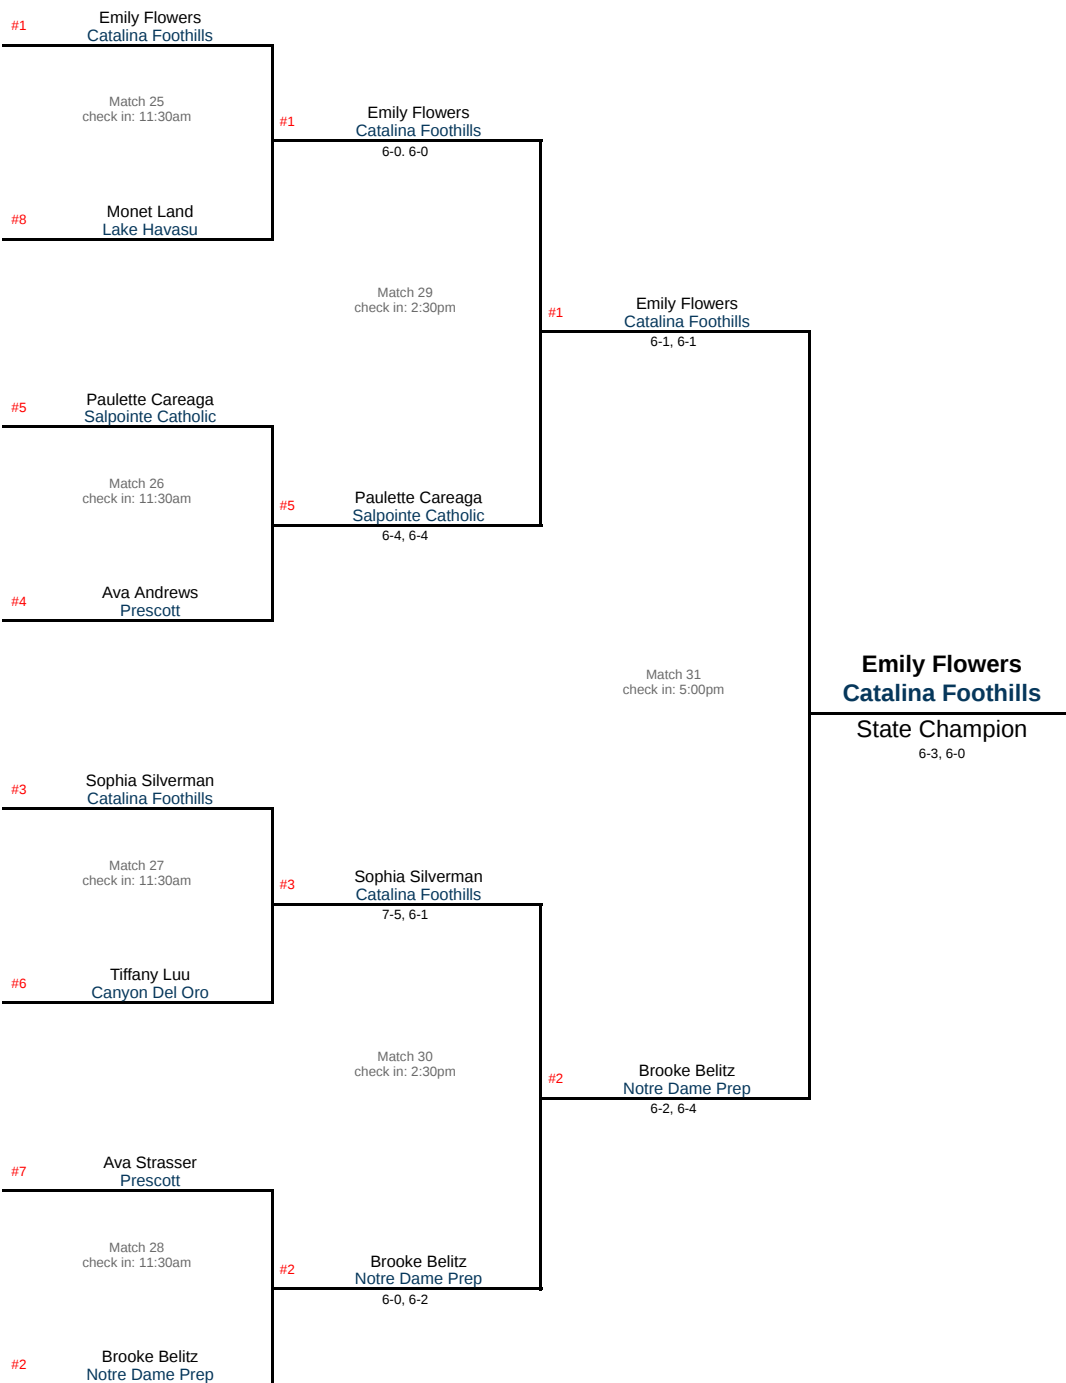 #1
Emily Flowers
Catalina Foothills
Match 25
check in: 11:30am
#1
Emily Flowers
Catalina Foothills
6-0. 6-0
#8
Monet Land
Lake Havasu
Match 29
check in: 2:30pm
#1
Emily Flowers
Catalina Foothills
6-1, 6-1
#5
Paulette Careaga
Salpointe Catholic
Match 26
check in: 11:30am
#5
Paulette Careaga
Salpointe Catholic
6-4, 6-4
#4
Ava Andrews
Prescott
Match 31
check in: 5:00pm
Emily Flowers
Catalina Foothills
State Champion
6-3, 6-0
#3
Sophia Silverman
Catalina Foothills
Match 27
check in: 11:30am
#3
Sophia Silverman
Catalina Foothills
7-5, 6-1
#6
Tiffany Luu
Canyon Del Oro
Match 30
check in: 2:30pm
#2
Brooke Belitz
Notre Dame Prep
6-2, 6-4
#7
Ava Strasser
Prescott
Match 28
check in: 11:30am
#2
Brooke Belitz
Notre Dame Prep
6-0, 6-2
#2
Brooke Belitz
Notre Dame Prep